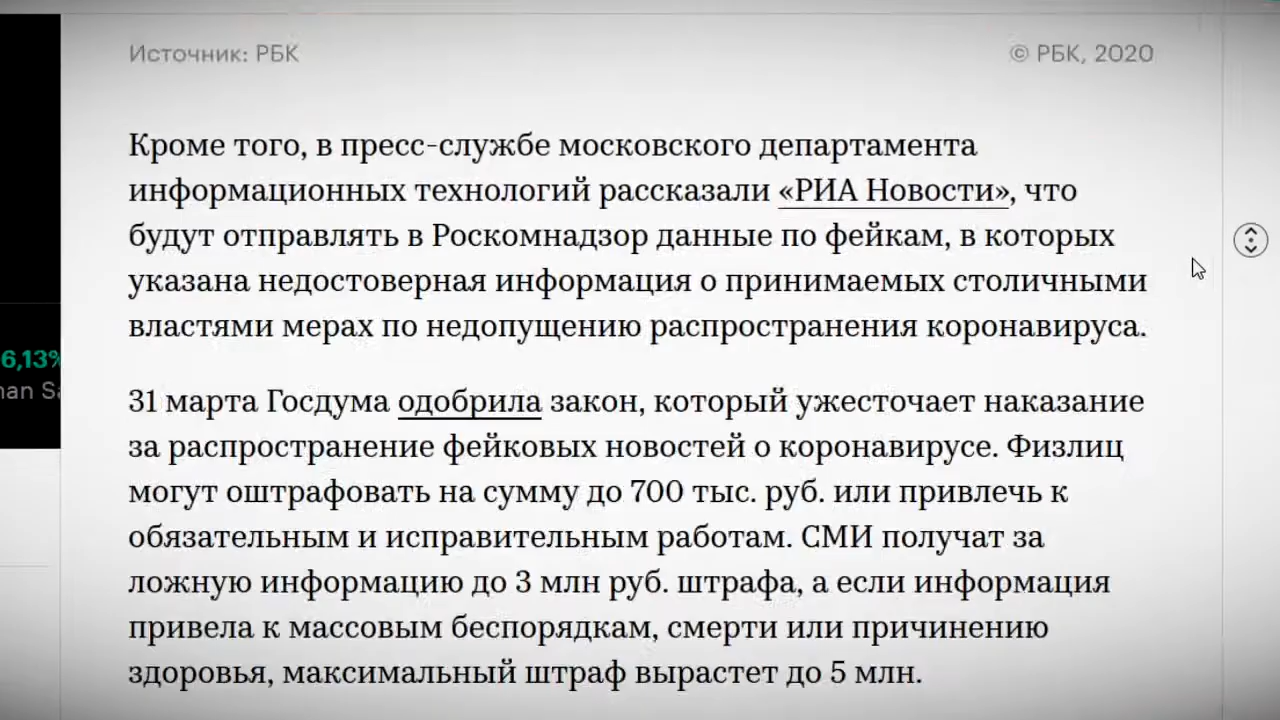 Источник: РБК
© РБК, 2020
Кроме того, в пресс-службе московского департамента
информационных технологий рассказали «РИА Новости», что
будут отправлять в Роскомнадзор данные по фейкам, в которых
указана недостоверная информация о принимаемых столичными
властями мерах по недопущению распространения коронавируса.
6,13%
31 марта Госдума одобрила закон, который ужесточает наказание
за распространение фейковых новостей о коронавирусе. Физлиц
могут оштрафовать на сумму до 700 тыс. руб. или привлечь к
обязательным и исправительным работам. СМИ получат за
ложную информацию до 3 млн руб. штрафа, а если информация
привела к массовым беспорядкам, смерти или причинению
здоровья, максимальный штраф вырастет до 5 млн.